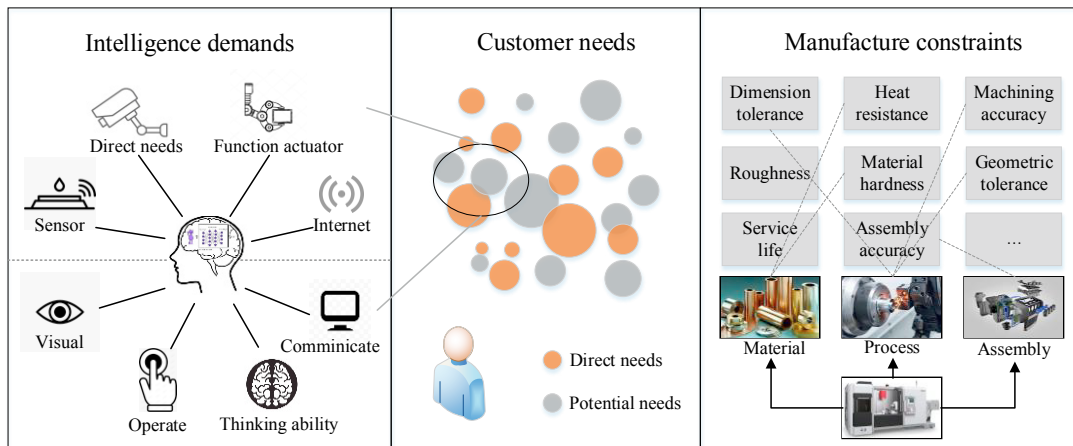 Intelligence demands
Direct needs
Function actuator
Sensor
Internet
Visual
Comminicate
Operate
Thinking ability
Customer needs
Direct needs
Potential needs
Manufacture constraints
Dimension
tolerance
Heat
resistance
Machining
accuracy
Roughness
Material
hardness
Geometric
tolerance
Service
life
Assembly
accuracy
...
Material
Process
Assembly